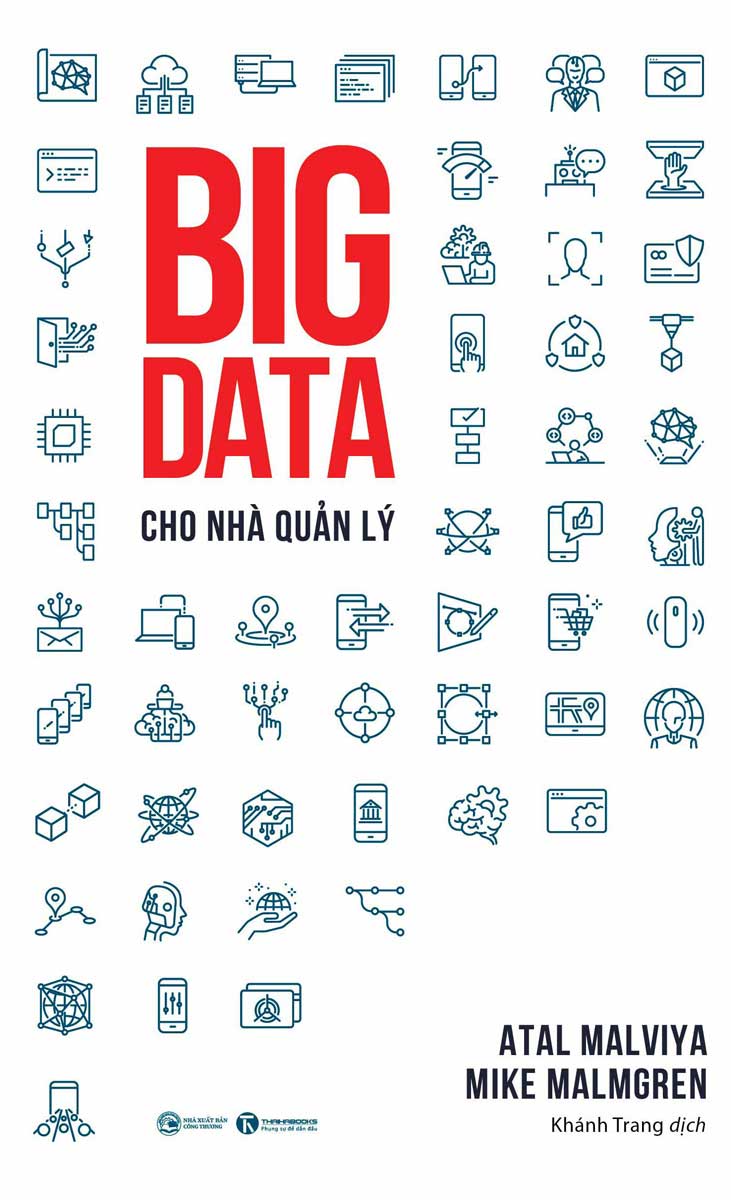 BIG
DATA
CHO NHÀ QUẢN LÝ
ATAL MALVIYA
MIKE MALMGREN
Khánh Trang dịch
NHÀ XUẤT BẢN
CÔNG THƯƠNG
THAIHABOOKS
Phụng sự để dẫn đầu